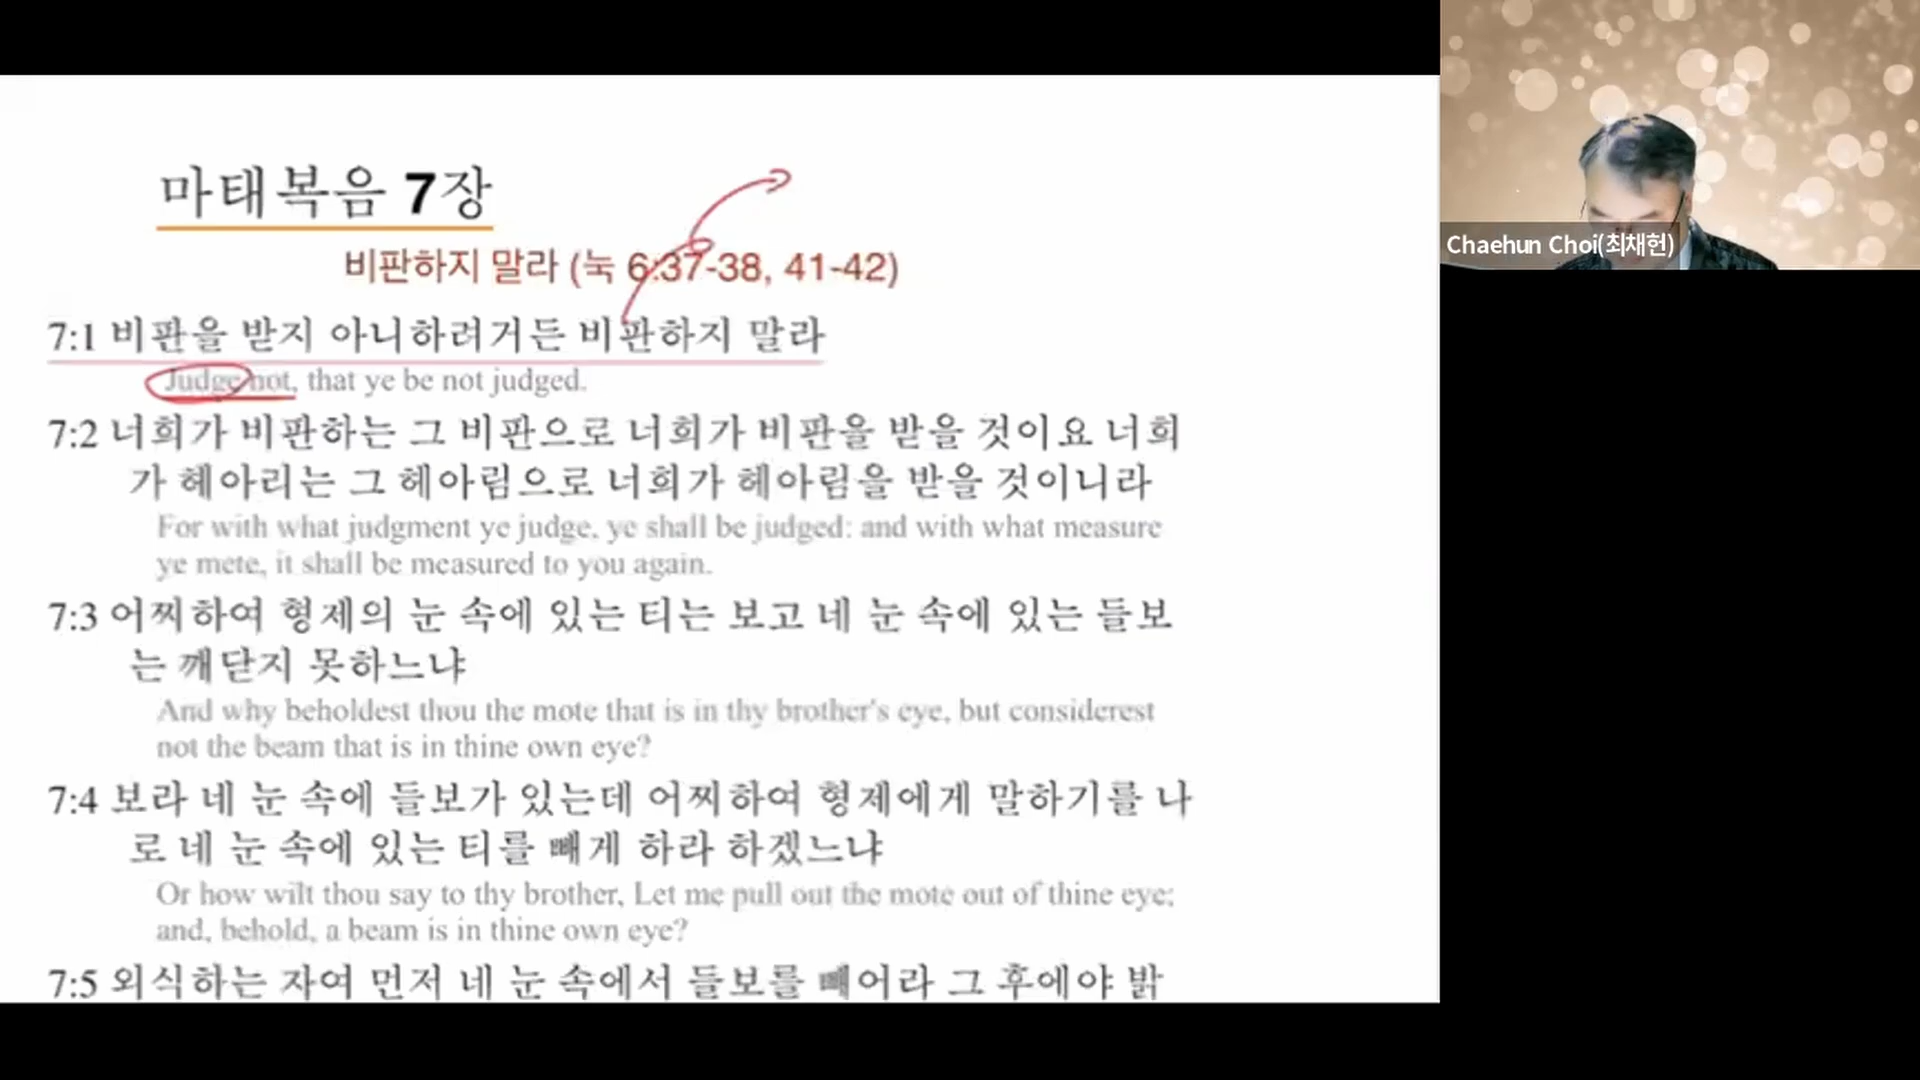 마태복음 7장
비판하지 말라 (눅 6:37-38, 41-42)
7:1 비판을 받지 아니하려거든 비판하지 말라
Judge not, that ye be not judged.
7:2 너희가 비판하는 그 비판으로 너희가 비판을 받을 것이요 너희
가 헤아리는 그 헤아림으로 너희가 헤아림을 받을 것이니라
For with what judgment ye judge, ye shall be judged: and with what measure
ye mete, it shall be measured to you again.
7:3 어찌하여 형제의 눈 속에 있는 티는 보고 네 눈 속에 있는 들보
는 깨닫지 못하느냐
And why beholdest thou the mote that is in thy brother's eye, but considerest
not the beam that is in thine own eye?
7:4 보라 네 눈 속에 들보가 있는데 어찌하여 형제에게 말하기를 나
로 네 눈 속에 있는 티를 빼게 하라 하겠느냐
Or how wilt thou say to thy brother, Let me pull out the mote out of thine eye;
and, behold, a beam is in thine own eye?
7:5 외식하는 자여 먼저 네 눈 속에서 들보를 빼어라 그 후에야 밝
Chaehun Choi(최채헌)